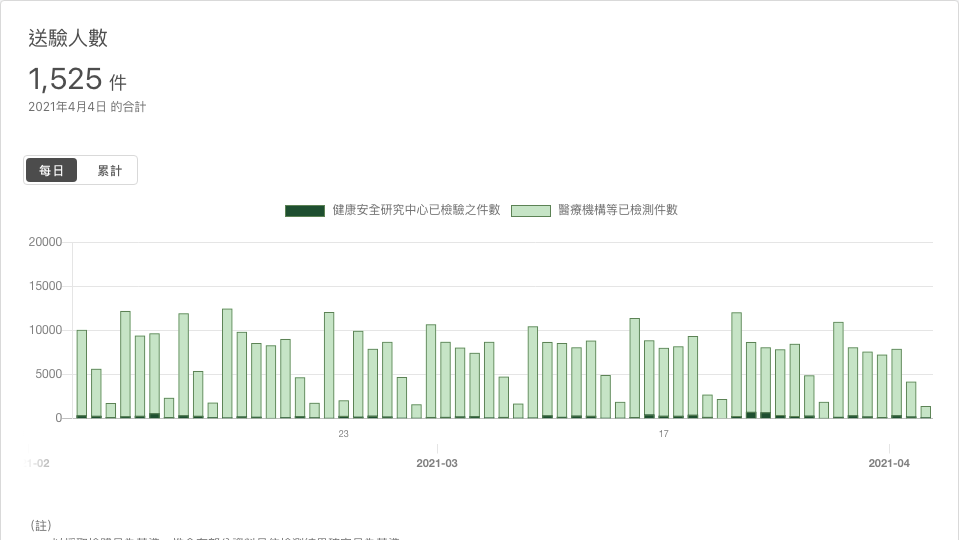 送驗人數
1,525 件
2021年4月4日 的合計
每日 累計
健康安全研究中心已檢驗之件數 醫療機構等已檢測件數
20000
15000
10000
5000
0
23 17
1-02 2021-03 2021-04
(註)